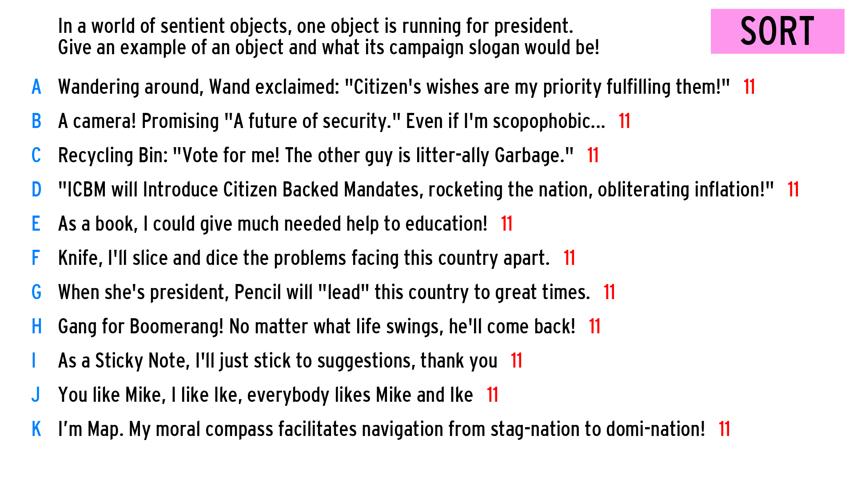 In a world of sentient objects, one object is running for president.
Give an example of an object and what its campaign slogan would be!
SORT
A Wandering around, Wand exclaimed: "Citizen's wishes are my priority fulfilling them!" 11
B A camera! Promising "A future of security." Even if I'm scopophobic... 11
C Recycling Bin: "Vote for me! The other guy is litter-ally Garbage." 11
D "ICBM will Introduce Citizen Backed Mandates, rocketing the nation, obliterating inflation!" 11
E As a book, I could give much needed help to education! 11
F Knife, I'll slice and dice the problems facing this country apart. 11
G When she's president, Pencil will "lead" this country to great times. 11
H Gang for Boomerang! No matter what life swings, he'll come back! 11
I As a Sticky Note, I'll just stick to suggestions, thank you 11
J You like Mike, I like Ike, everybody likes Mike and Ike 11
K I’m Map. My moral compass facilitates navigation from stag-nation to domi-nation! 11